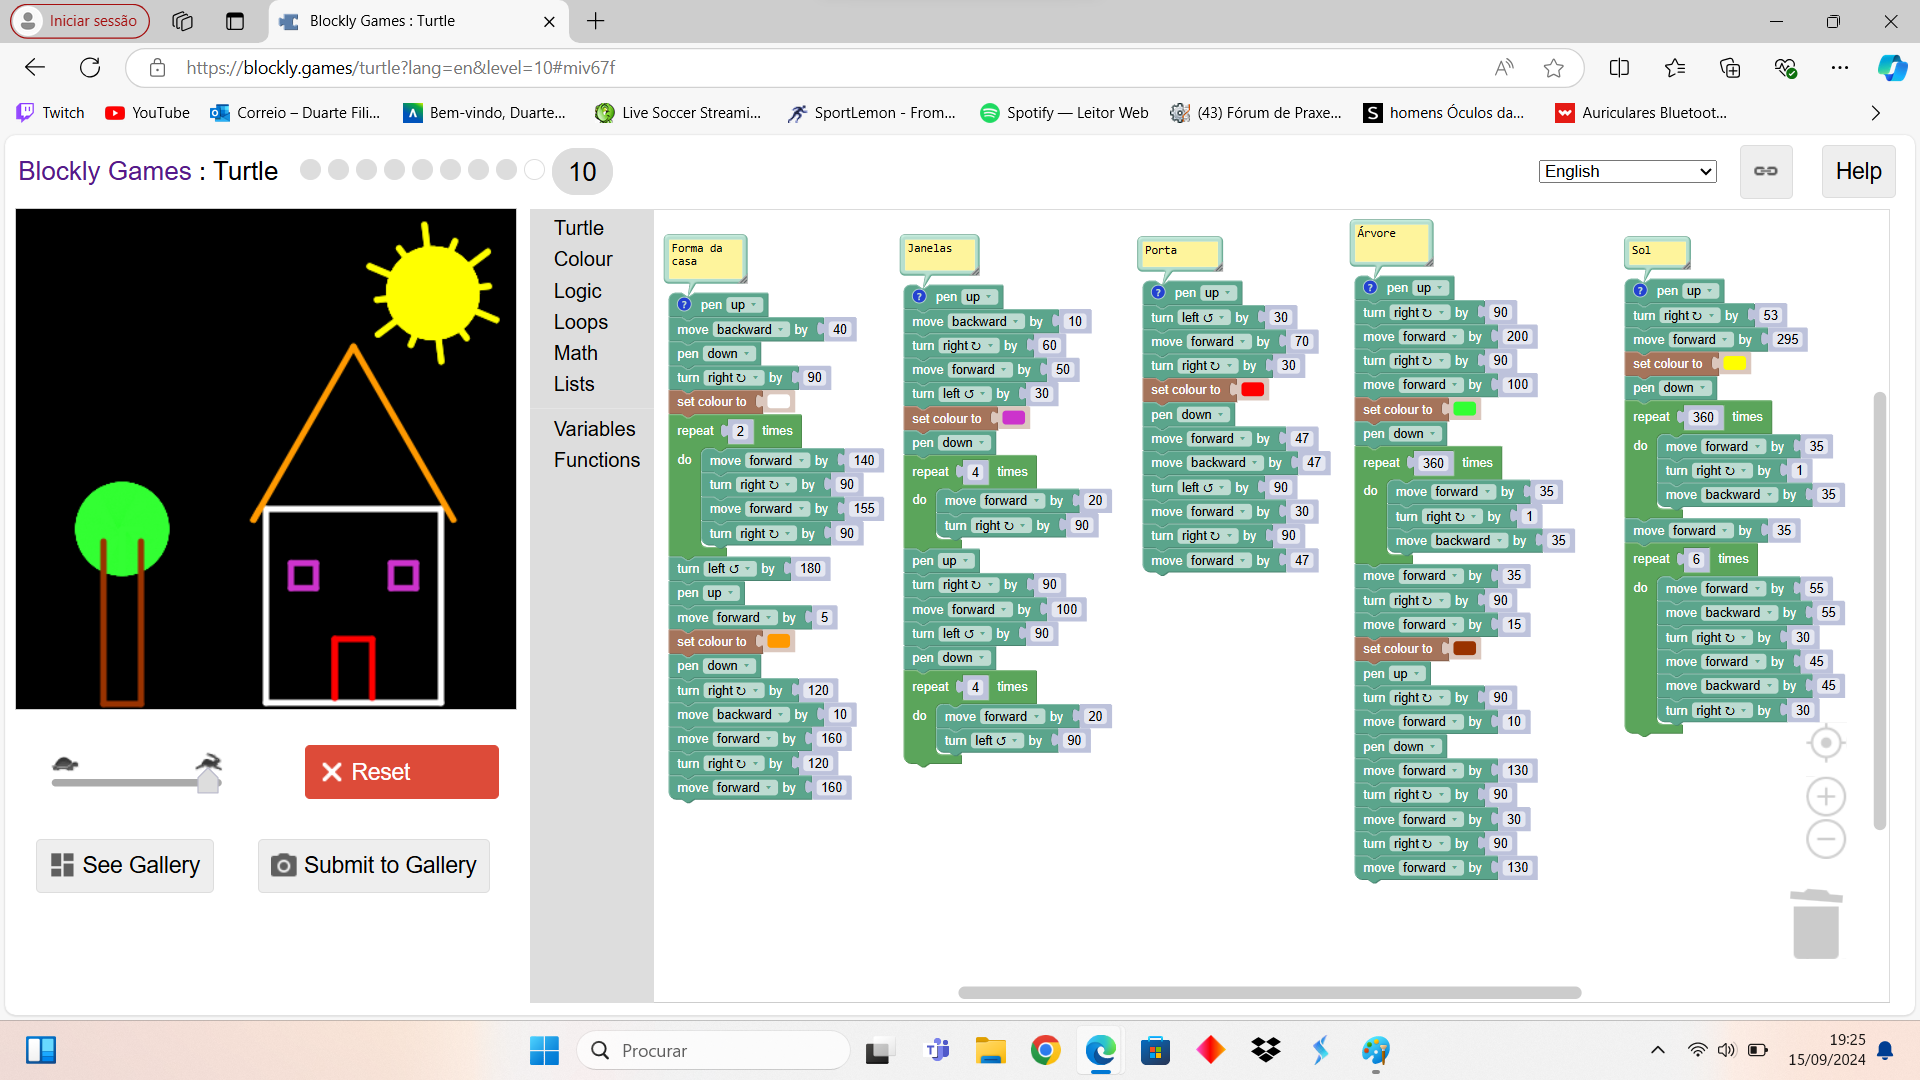 Iniciar sessão
Blockly Games : Turtle
https://blockly.games/turtle?lang=en&level=10#miv67f
Twitch
YouTube
Correio – Duarte Fili...
Bem-vindo, Duarte...
Live Soccer Streami...
SportLemon - From...
Spotify — Leitor Web
(43) Fórum de Praxe...
homens Óculos da...
Auriculares Bluetoot...
Blockly Games : Turtle
10
English
Help
Turtle
Colour
Logic
Loops
Math
Lists
Variables
Functions
Forma da
casa
? pen up
move backward by 40
pen down
turn right ↻ by 90
set colour to
repeat 2 times
do move forward by 140
turn right ↻ by 90
move forward by 155
turn right ↻ by 90
turn left ↺ by 180
pen up
move forward by 5
set colour to
pen down
turn right ↻ by 120
move backward by 10
move forward by 160
turn right ↻ by 120
move forward by 160
Janelas
? pen up
move backward by 10
turn right ↻ by 60
move forward by 50
turn left ↺ by 30
set colour to
pen down
repeat 4 times
do move forward by 20
turn right ↻ by 90
pen up
turn right ↻ by 90
move forward by 100
turn left ↺ by 90
pen down
repeat 4 times
do move forward by 20
turn left ↺ by 90
Porta
? pen up
turn left ↺ by 30
move forward by 70
turn right ↻ by 30
set colour to
pen down
move forward by 47
move backward by 47
turn left ↺ by 90
move forward by 30
turn right ↻ by 90
move forward by 47
Árvore
? pen up
turn right ↻ by 90
move forward by 200
turn right ↻ by 90
move forward by 100
set colour to
pen down
repeat 360 times
do move forward by 35
turn right ↻ by 1
move backward by 35
move forward by 35
turn right ↻ by 90
move forward by 15
set colour to
pen up
turn right ↻ by 90
move forward by 10
pen down
move forward by 130
turn right ↻ by 90
move forward by 30
turn right ↻ by 90
move forward by 130
Sol
? pen up
turn right ↻ by 53
move forward by 295
set colour to
pen down
repeat 360 times
do move forward by 35
turn right ↻ by 1
move backward by 35
move forward by 35
repeat 6 times
do move forward by 55
move backward by 55
turn right ↻ by 30
move forward by 45
move backward by 45
turn right ↻ by 30
Reset
See Gallery
Submit to Gallery
Procurar
19:25
15/09/2024